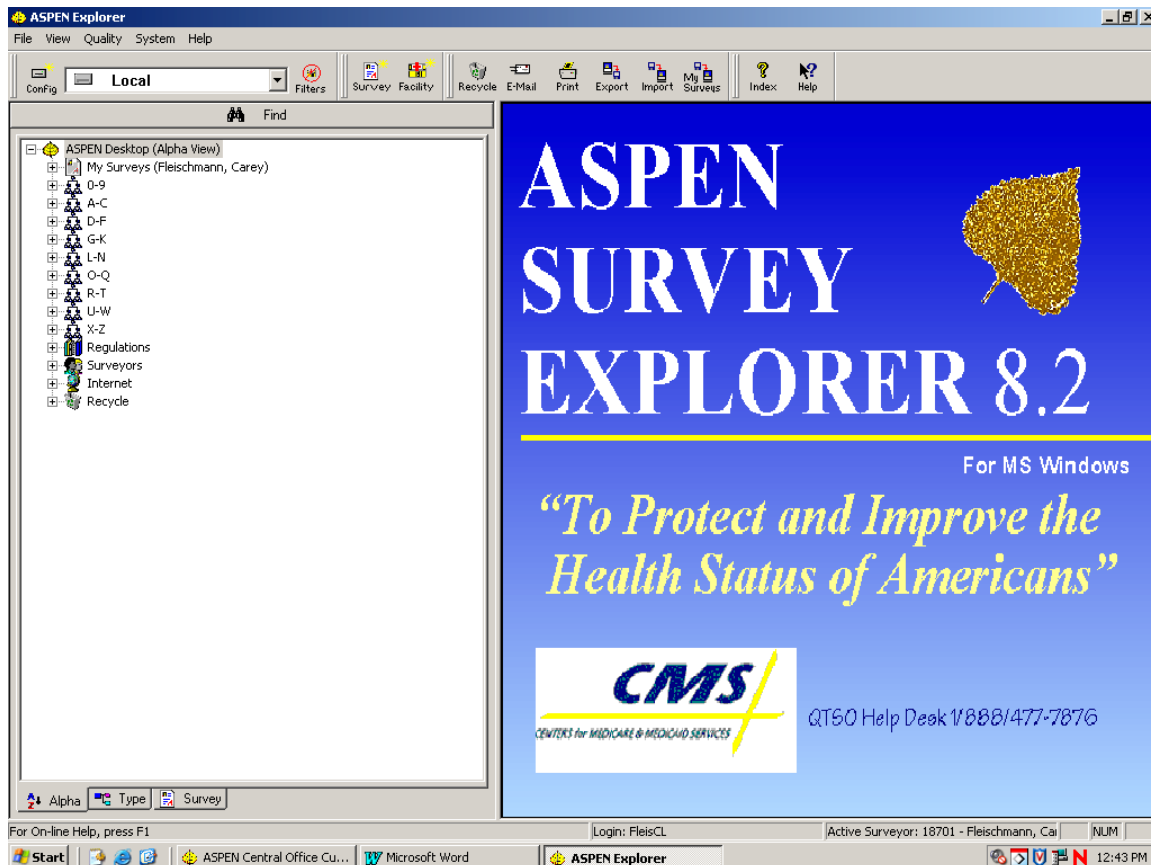 ASPEN Explorer
File View Quality System Help
Config
Local
Filters
Survey Facility
Recycle E-Mail Print Export Import My Surveys
Index Help
Find
ASPEN Desktop (Alpha View)
My Surveys (Fleischmann, Carey)
0-9
A-C
D-F
G-K
L-N
O-Q
R-T
U-W
X-Z
Regulations
Surveyors
Internet
Recycle
Alpha Type Survey
ASPEN
SURVEY
EXPLORER 8.2
For MS Windows
“To Protect and Improve the
Health Status of Americans”
CMS
CENTERS for MEDICARE & MEDICAID SERVICES
QTSO Help Desk 1/888/477-7876
For On-line Help, press F1
Login: FleisCL
Active Surveyor: 18701 - Fleischmann, Car
NUM
Start
ASPEN Central Office Cu...
Microsoft Word
ASPEN Explorer
12:43 PM